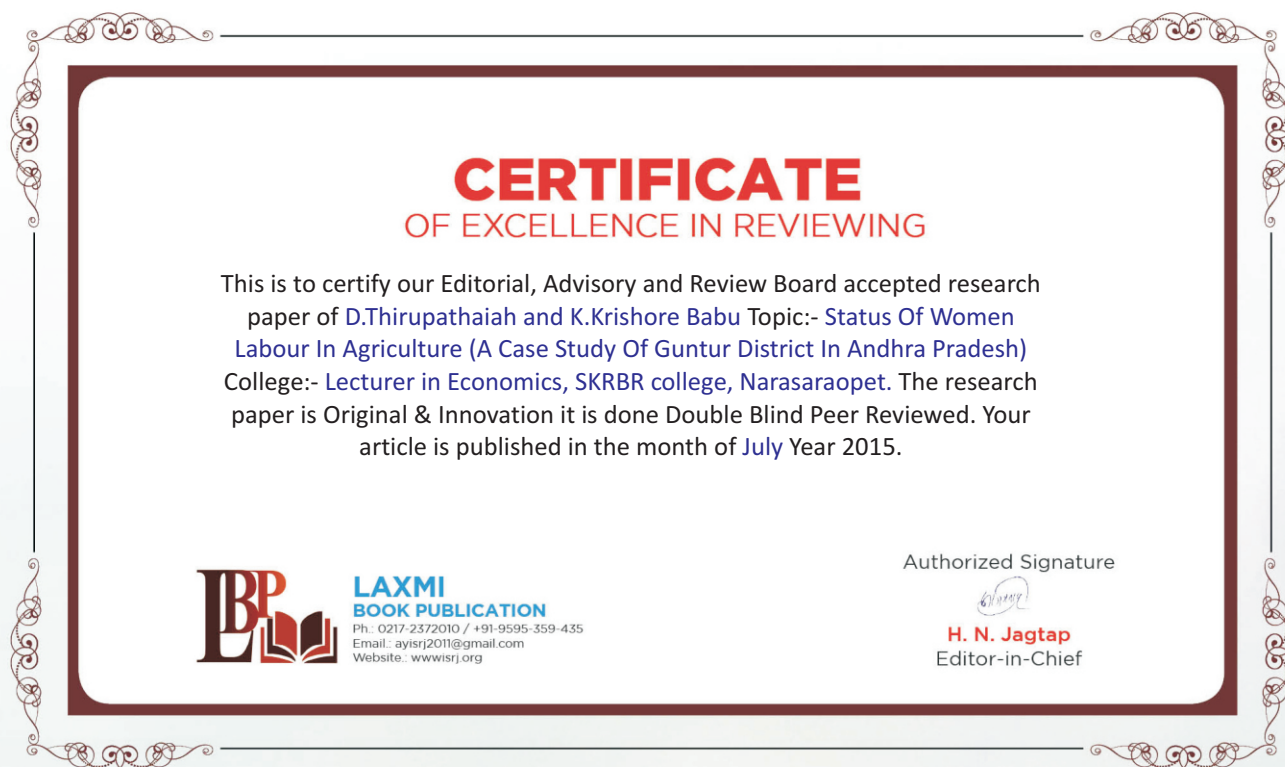 CERTIFICATE
OF EXCELLENCE IN REVIEWING
This is to certify our Editorial, Advisory and Review Board accepted research
paper of D.Thirupathaiah and K.Krishore Babu Topic:- Status Of Women
Labour In Agriculture (A Case Study Of Guntur District In Andhra Pradesh)
College:- Lecturer in Economics, SKRBR college, Narasaraopet. The research
paper is Original & Innovation it is done Double Blind Peer Reviewed. Your
article is published in the month of July Year 2015.
LBP
LAXMI
BOOK PUBLICATION
Ph.: 0217-2372010 / +91-9595-359-435
Email.: ayisrj2011@gmail.com
Website.: wwwisrj.org
Authorized Signature
H. N. Jagtap
Editor-in-Chief